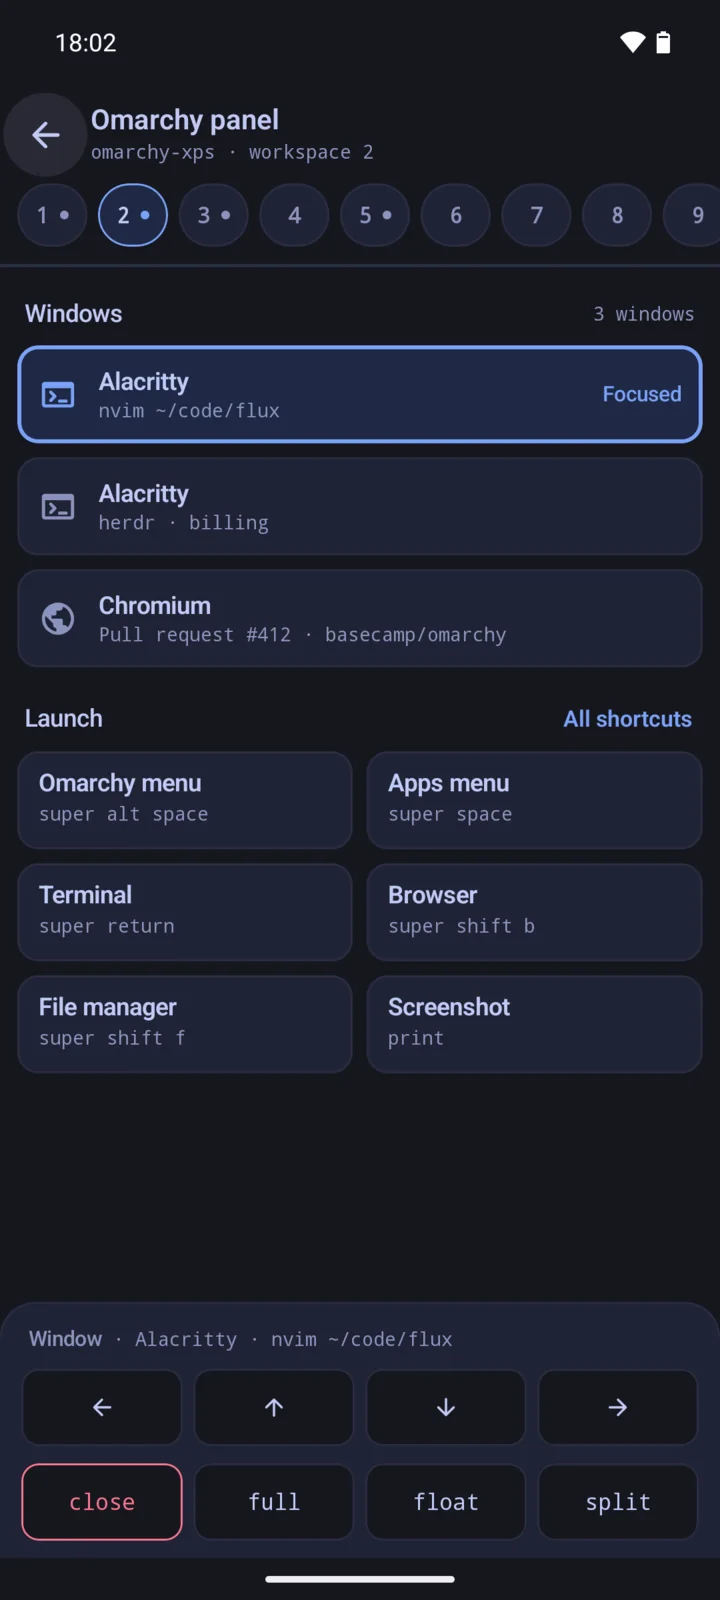 18:02
Omarchy panel
omarchy-xps · workspace 2
1 • 2 • 3 • 4 5 • 6 7 8 9
Windows 3 windows
Alacritty
nvim ~/code/flux
Focused
Alacritty
herdr · billing
Chromium
Pull request #412 · basecamp/omarchy
Launch All shortcuts
Omarchy menu
super alt space
Apps menu
super space
Terminal
super return
Browser
super shift b
File manager
super shift f
Screenshot
print
Window · Alacritty · nvim ~/code/flux
← ↑ ↓ →
close full float split